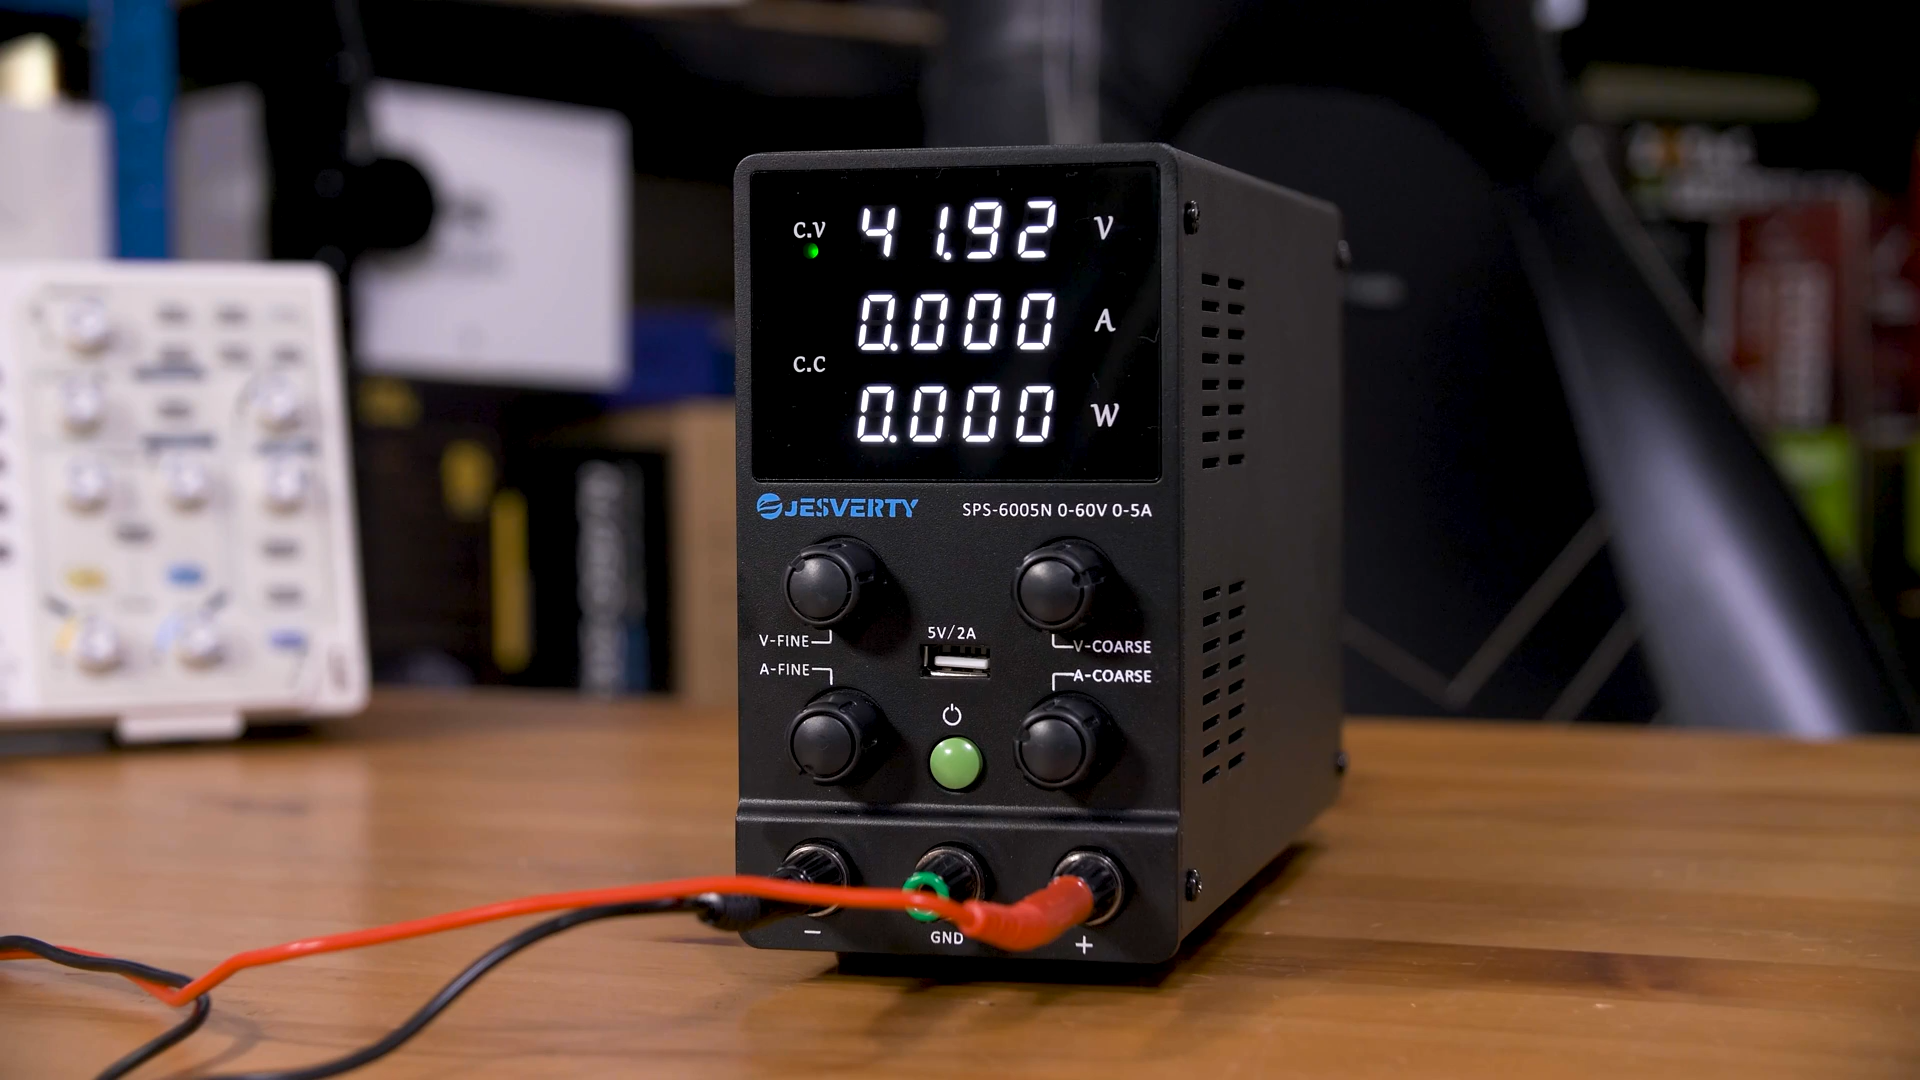 C.V 41.92 V
0.000 A
C.C
0.000 W
JESVERTY SPS-6005N 0-60V 0-5A
V-FINE 5V/2A V-COARSE
A-FINE A-COARSE
− GND +